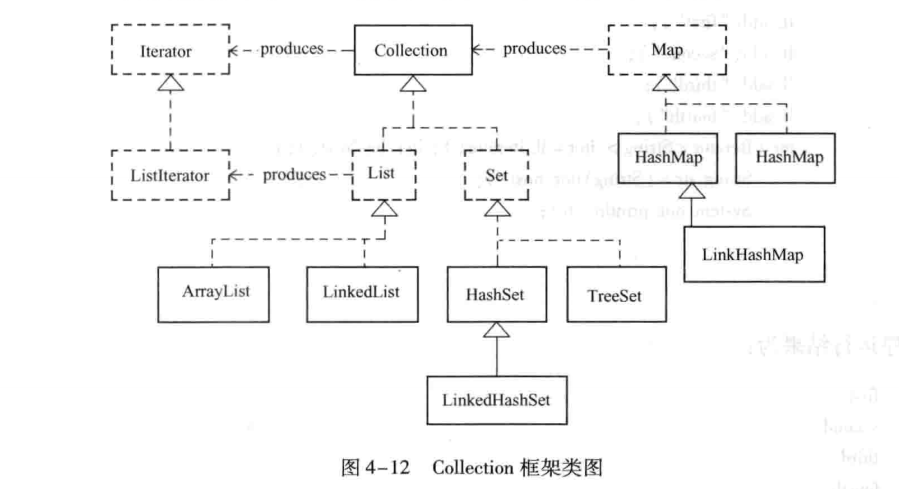 Iterator produces Collection produces Map
ListIterator produces List Set HashMap HashMap
LinkHashMap
ArrayList LinkedList HashSet TreeSet
LinkedHashSet
图 4-12 Collection 框架类图